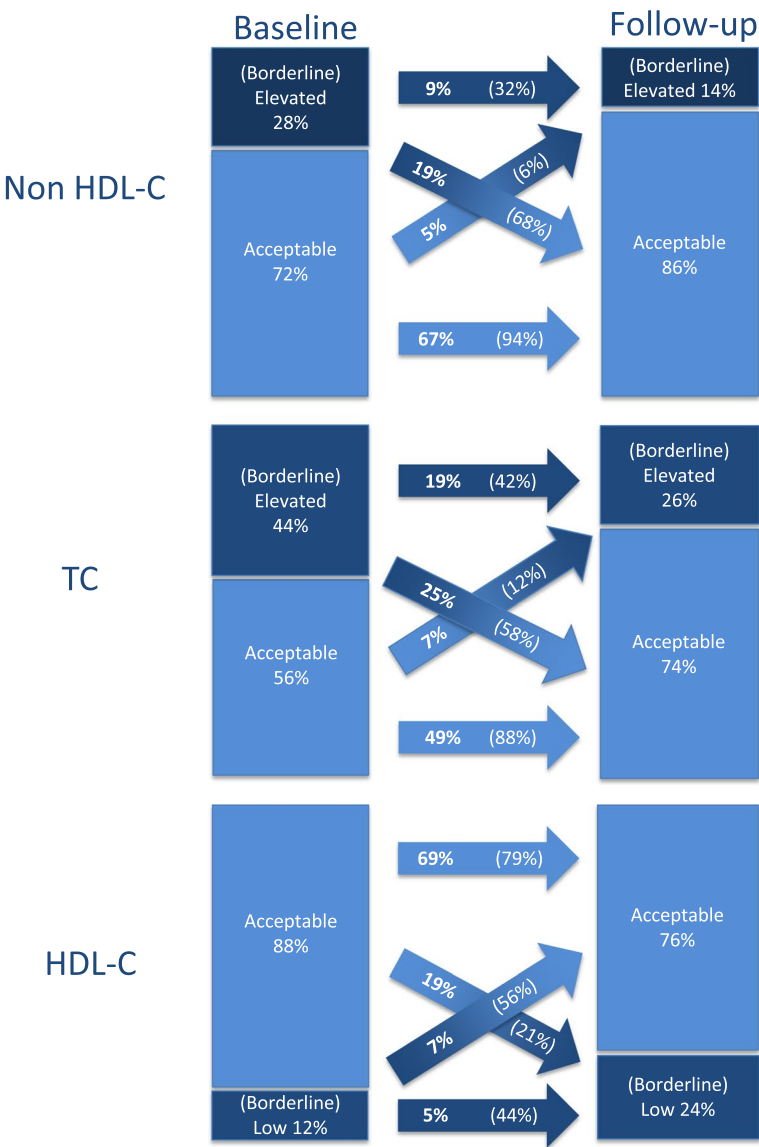 Baseline
Follow-up
Non HDL-C
(Borderline)
Elevated
28%
Acceptable
72%
9% (32%)
19% (68%)
5% (6%)
67% (94%)
(Borderline)
Elevated 14%
Acceptable
86%
TC
(Borderline)
Elevated
44%
Acceptable
56%
19% (42%)
25% (58%)
7% (12%)
49% (88%)
(Borderline)
Elevated
26%
Acceptable
74%
HDL-C
Acceptable
88%
(Borderline)
Low 12%
69% (79%)
19% (21%)
7% (56%)
5% (44%)
Acceptable
76%
(Borderline)
Low 24%